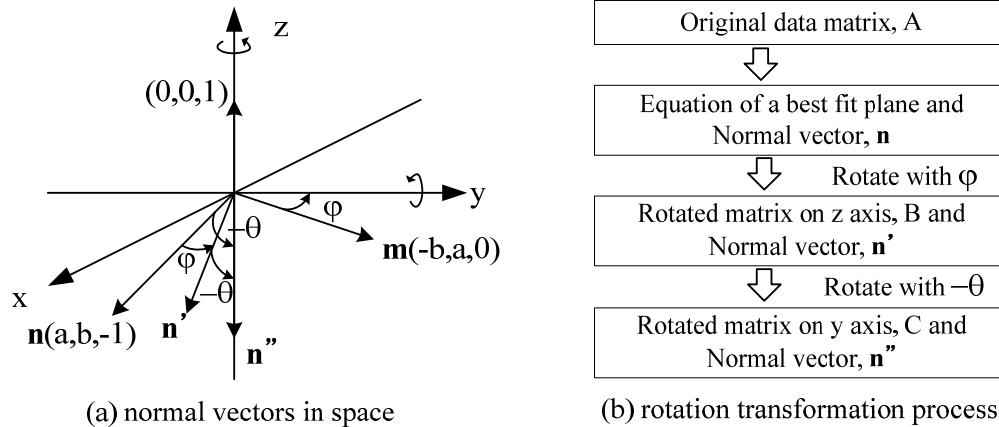 z
(0,0,1)
y
φ
−θ
m(-b,a,0)
φ
−θ
x
n(a,b,-1)
n’
n”
(a) normal vectors in space
Original data matrix, A
Equation of a best fit plane and
Normal vector, n
Rotate with φ
Rotated matrix on z axis, B and
Normal vector, n’
Rotate with −θ
Rotated matrix on y axis, C and
Normal vector, n”
(b) rotation transformation process